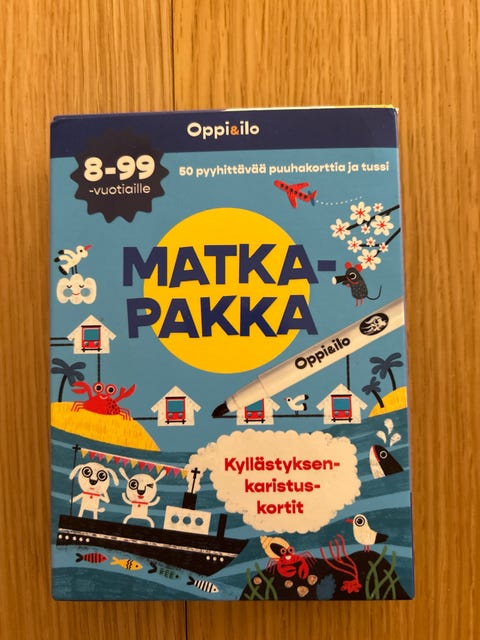 Oppi&ilo
8-99
-vuotiaille
50 pyyhittävää puuhakorttia ja tussi
MATKA-
PAKKA
Oppi&ilo
Kyllästyksen-
karistus-
kortit